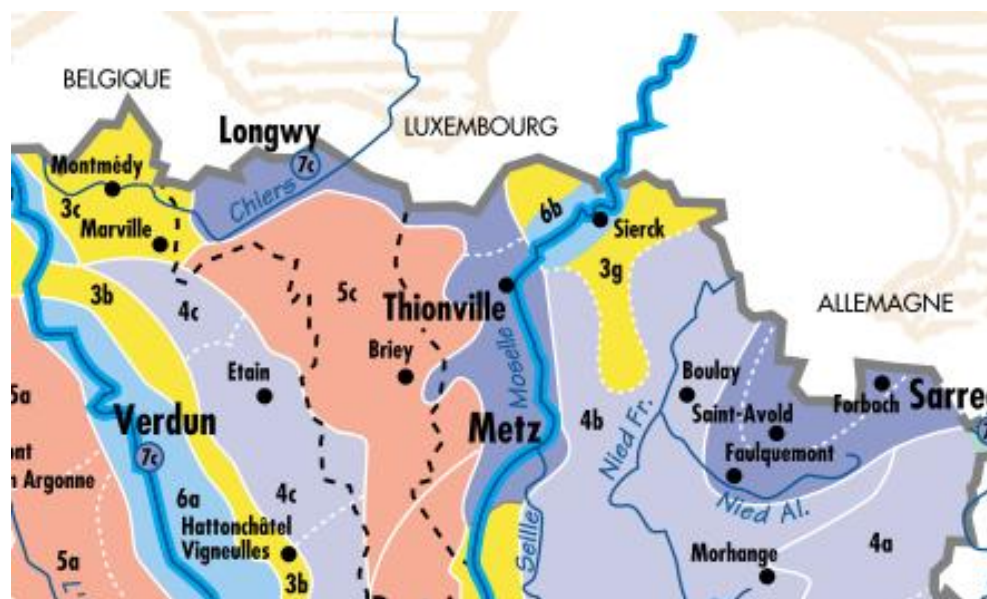 BELGIQUE
Longwy
LUXEMBOURG
7c
Montmédy
Chiers
3c
6b
Marville
Sierck
3g
3b
4c
5c
ALLEMAGNE
Thionville
Moselle
Briey
Boulay
Etain
5a
Forbach
Sarre
Saint-Avold
Verdun
Metz
4b
Nied Fr.
7c
Faulquemont
7
ont
n Argonne
6a
4c
Nied Al.
Hattonchâtel
Vigneulles
Sellle
4a
5a
Morhange
3b
L'